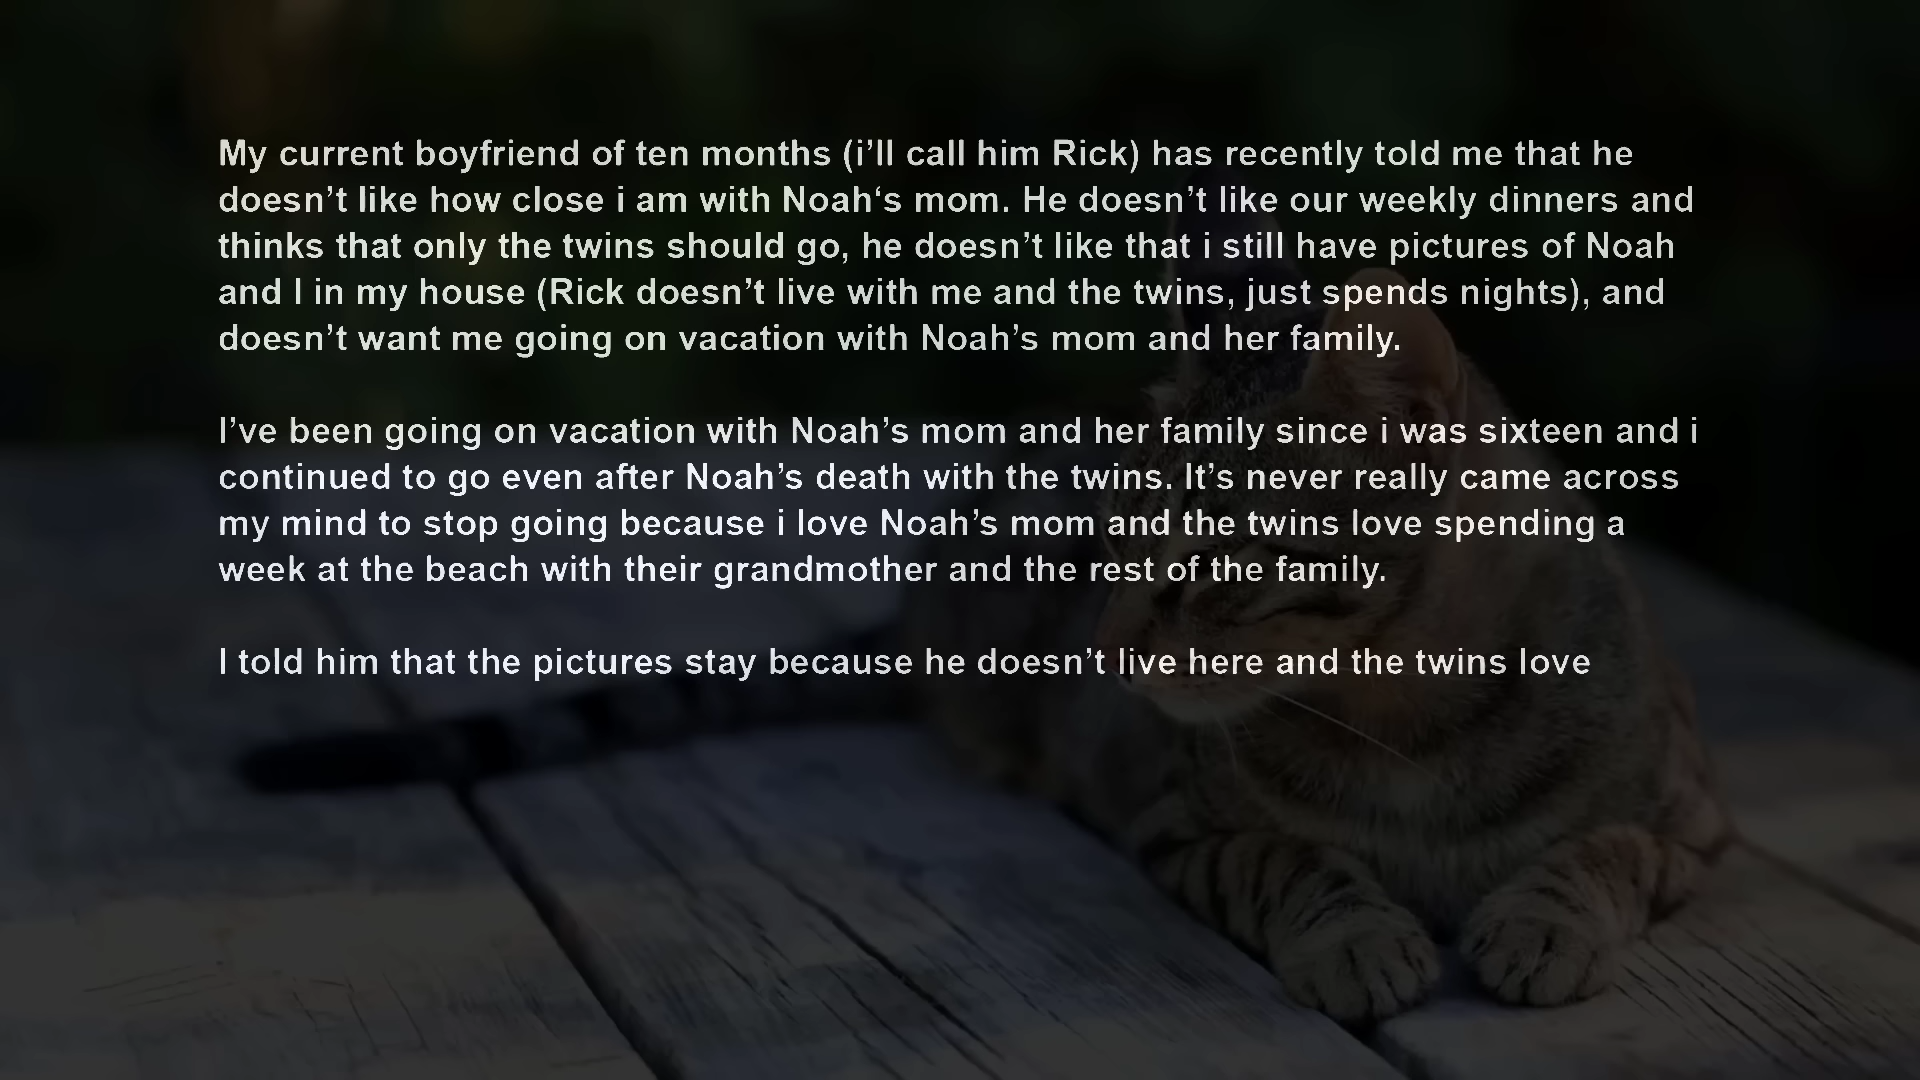 My current boyfriend of ten months (i’ll call him Rick) has recently told me that he
doesn’t like how close i am with Noah‘s mom. He doesn’t like our weekly dinners and
thinks that only the twins should go, he doesn’t like that i still have pictures of Noah
and I in my house (Rick doesn’t live with me and the twins, just spends nights), and
doesn’t want me going on vacation with Noah’s mom and her family.
I’ve been going on vacation with Noah’s mom and her family since i was sixteen and i
continued to go even after Noah’s death with the twins. It’s never really came across
my mind to stop going because i love Noah’s mom and the twins love spending a
week at the beach with their grandmother and the rest of the family.
I told him that the pictures stay because he doesn’t live here and the twins love